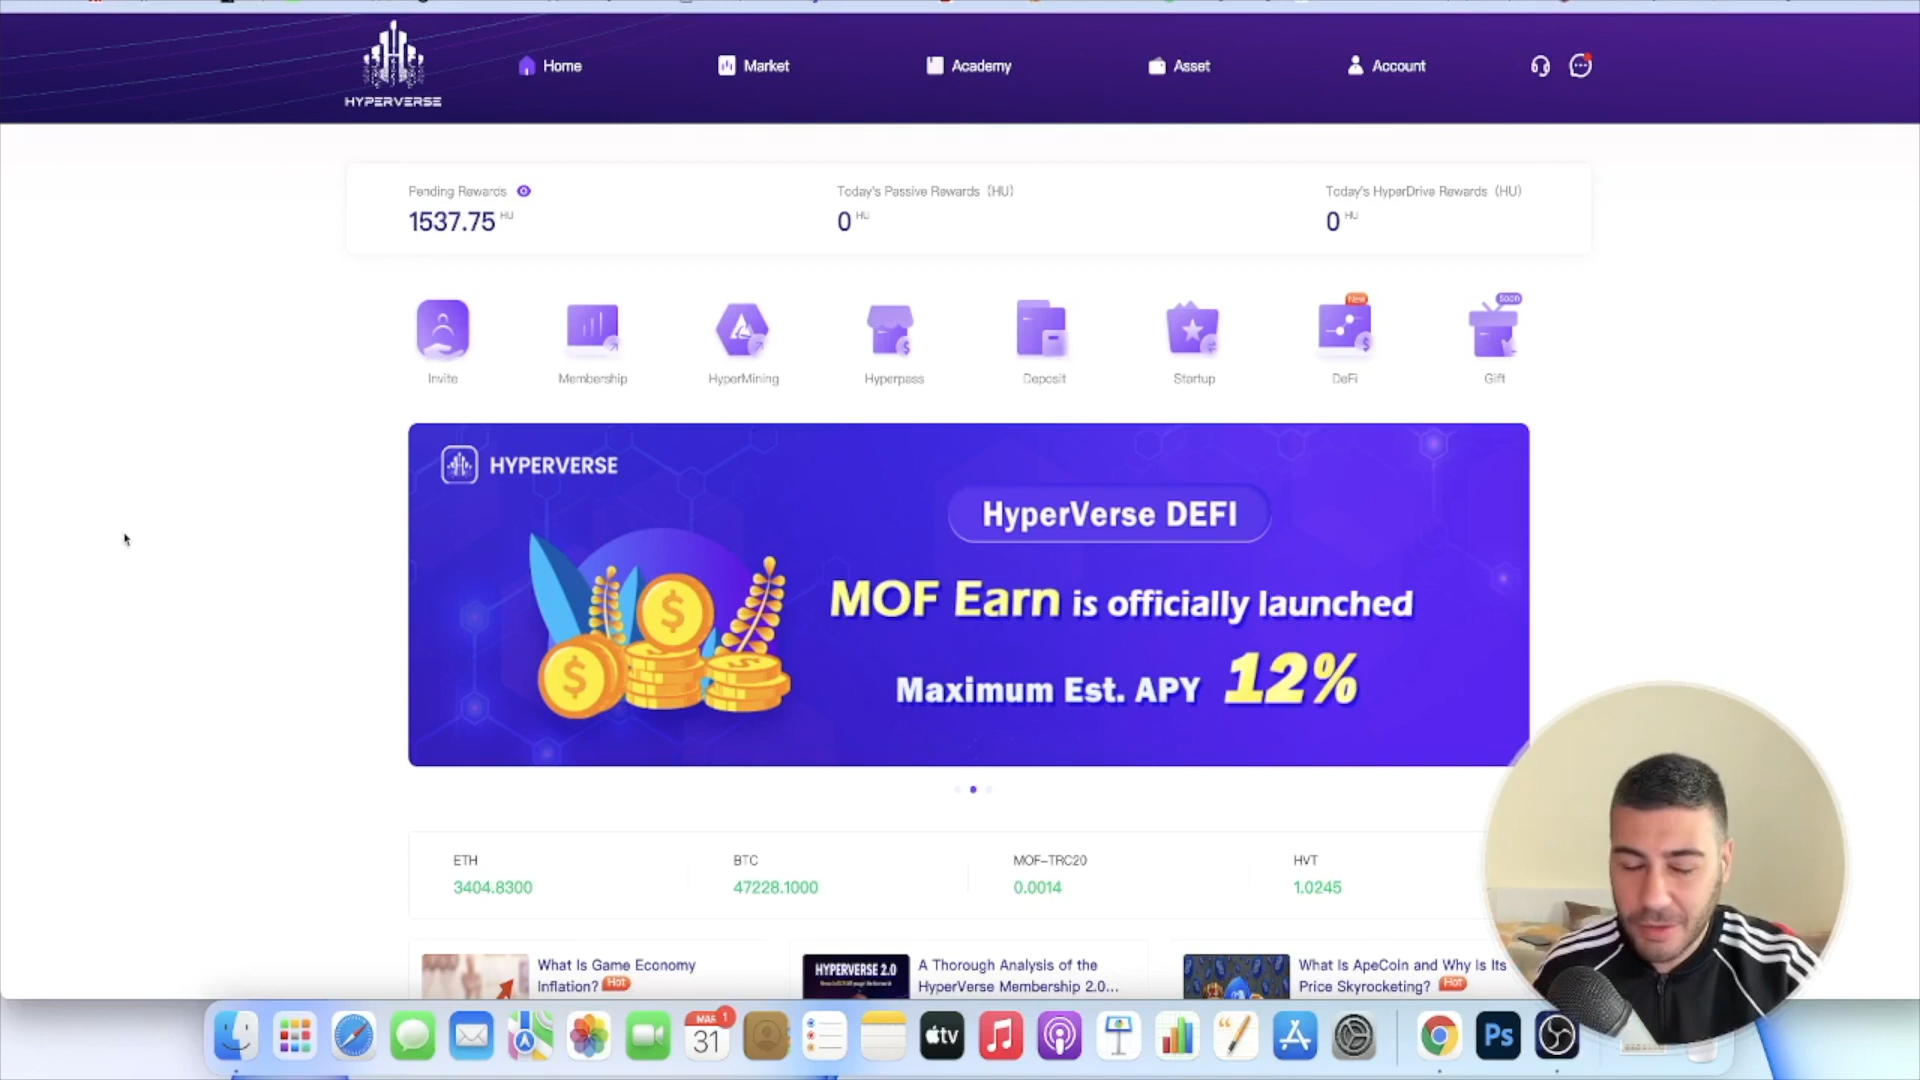 HYPERVERSE
Home
Market
Academy
Asset
Account
Pending Rewards
1537.75 HU
Today's Passive Rewards (HU)
0 HU
Today's HyperDrive Rewards (HU)
0 HU
Invite
Membership
HyperMining
Hyperpass
Deposit
Startup
New
DeFi
Soon
Gift
HYPERVERSE
HyperVerse DEFI
MOF Earn is officially launched
Maximum Est. APY 12%
ETH
3404.8300
BTC
47228.1000
MOF-TRC20
0.0014
HVT
1.0245
What Is Game Economy
Inflation? Hot
HYPERVERSE 2.0
A Thorough Analysis of the
HyperVerse Membership 2.0...
What Is ApeCoin and Why Is Its
Price Skyrocketing? Hot
MAR 1
31
tv
Ps